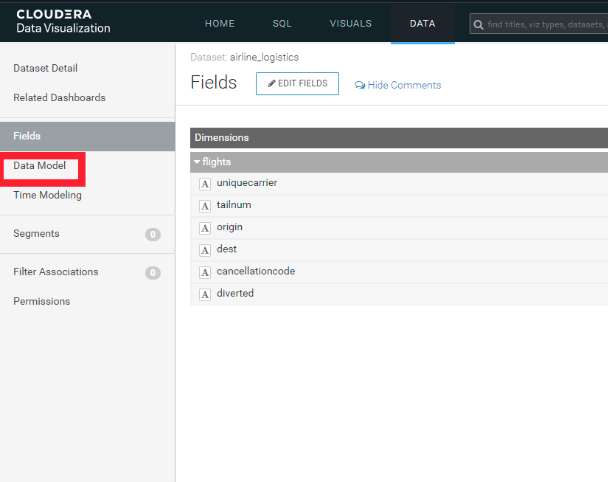 CLOUDERA
Data Visualization
HOME
SQL
VISUALS
DATA
find titles, viz types, datasets,
Dataset Detail
Related Dashboards
Fields
Data Model
Time Modeling
Segments 0
Filter Associations 0
Permissions
Dataset: airline_logistics
Fields
EDIT FIELDS
Hide Comments
Dimensions
flights
A uniquecarrier
A tailnum
A origin
A dest
A cancellationcode
A diverted